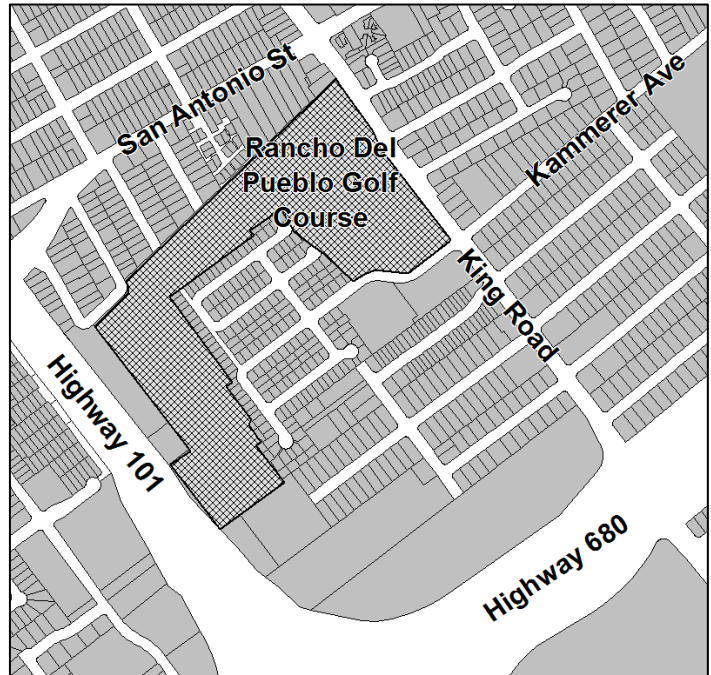 San Antonio St
Rancho Del
Pueblo Golf
Course
Kammerer Ave
King Road
Highway 101
Highway 680